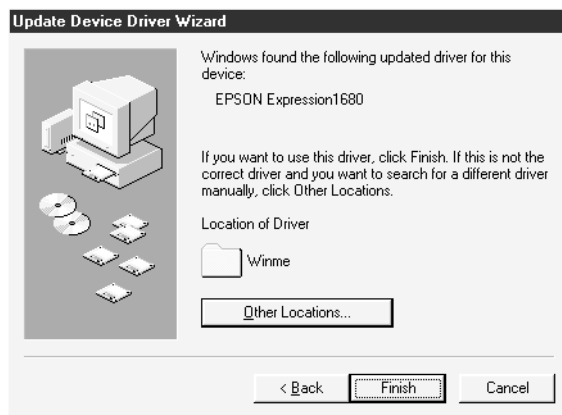 Update Device Driver Wizard
Windows found the following updated driver for this
device:
EPSON Expression1680
If you want to use this driver, click Finish. If this is not the
correct driver and you want to search for a different driver
manually, click Other Locations.
Location of Driver
Winme
Other Locations...
< Back
Finish
Cancel